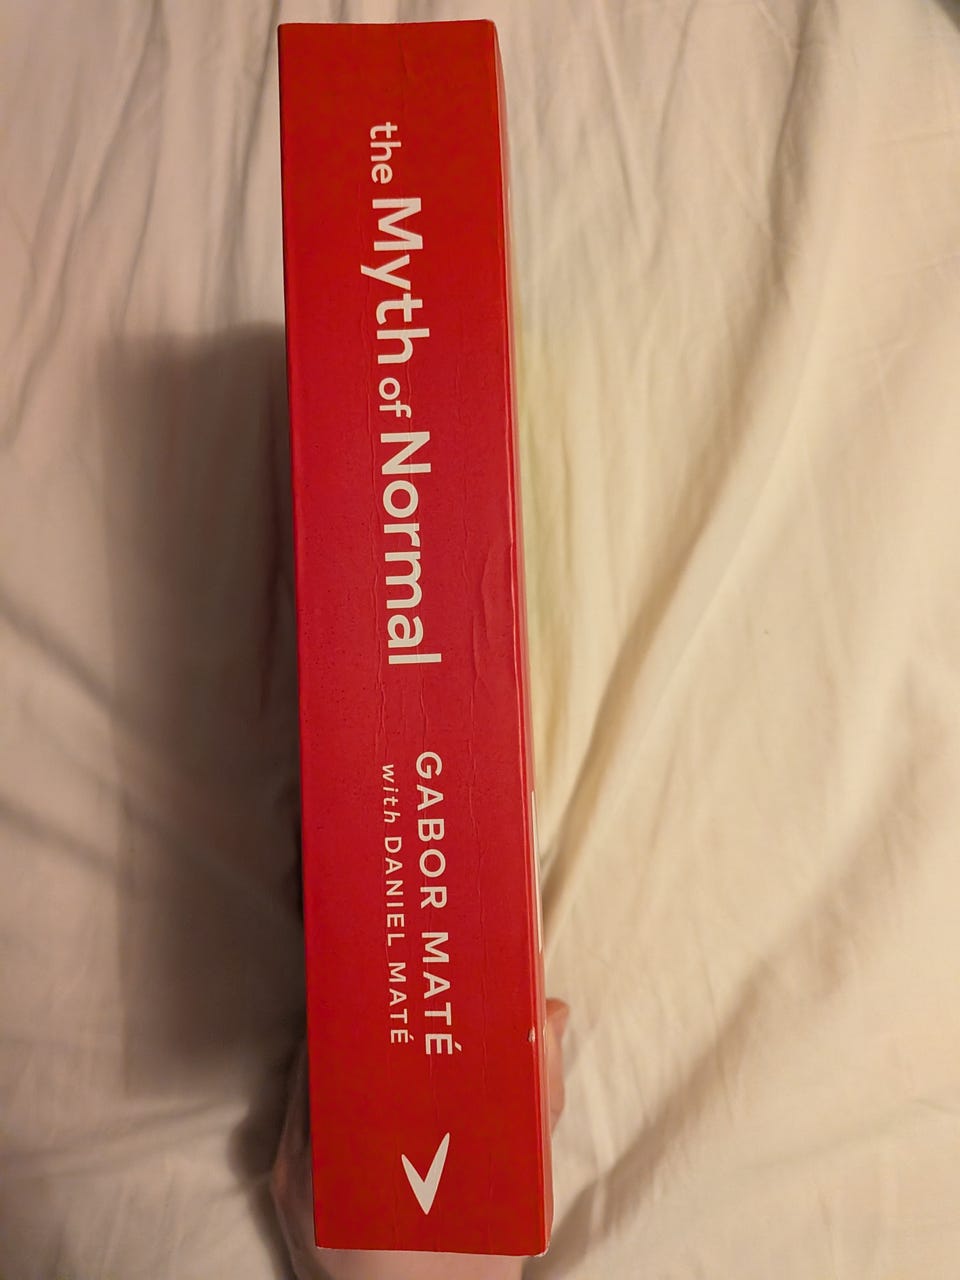 the Myth of Normal
GABOR MATÉ
with DANIEL MATÉ